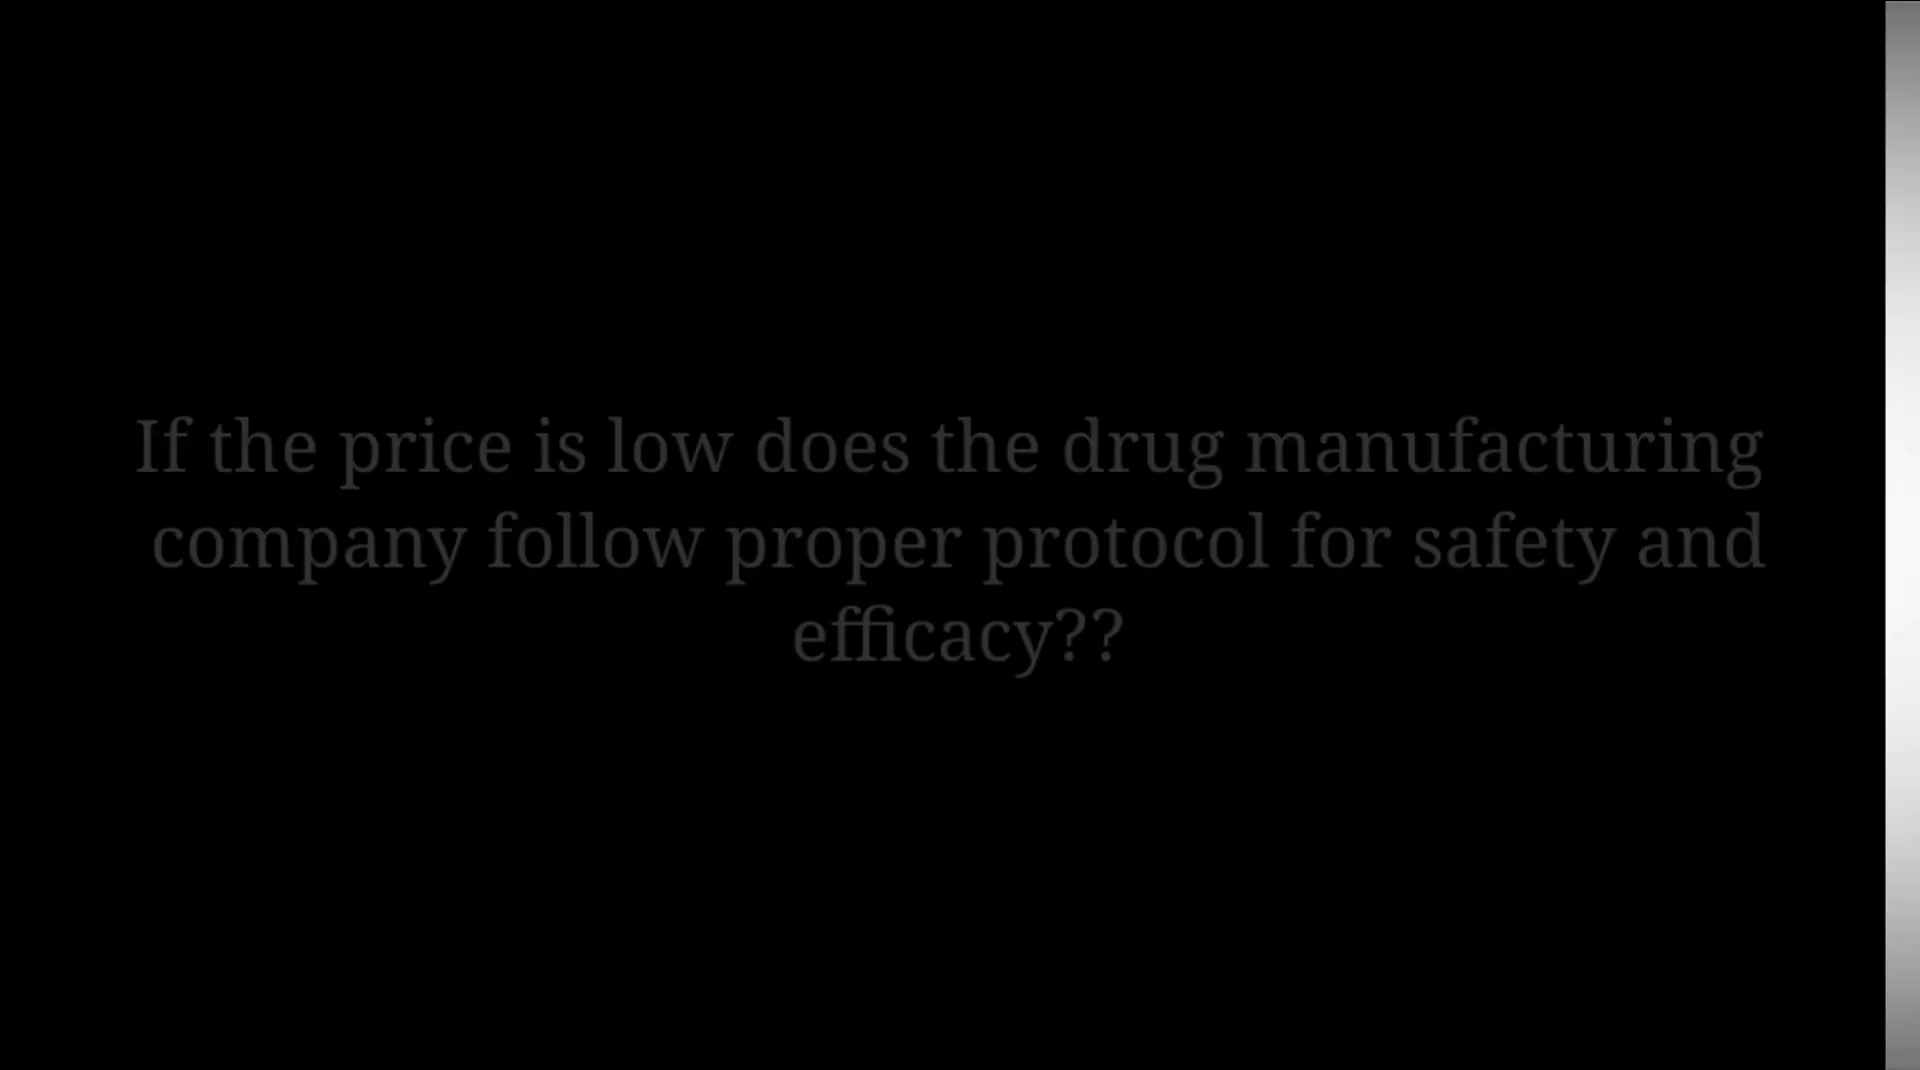 If the price is low does the drug manufacturing
company follow proper protocol for safety and
efficacy??